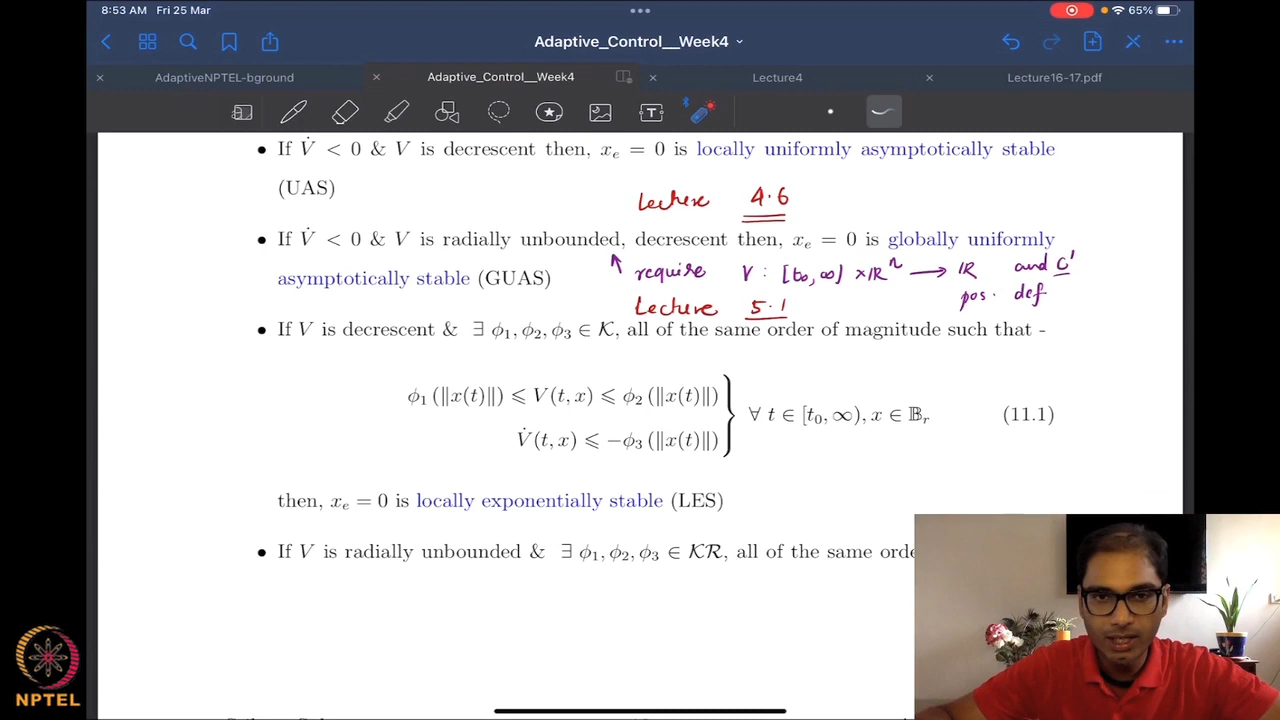 8:53 AM Fri 25 Mar
65%
Adaptive_Control__Week4
AdaptiveNPTEL-bground
Adaptive_Control__Week4
Lecture4
Lecture16-17.pdf
• If V̇ < 0 & V is decrescent then, xₑ = 0 is locally uniformly asymptotically stable
(UAS)
Lecture 4.6
• If V̇ < 0 & V is radially unbounded, decrescent then, xₑ = 0 is globally uniformly
asymptotically stable (GUAS)
require V : [t₀, ∞) × ℝⁿ → ℝ and C¹
pos. def
Lecture 5.1
• If V is decrescent & ∃ ϕ₁, ϕ₂, ϕ₃ ∈ 𝒦, all of the same order of magnitude such that -
ϕ₁ (‖x(t)‖) ⩽ V(t, x) ⩽ ϕ₂ (‖x(t)‖)
V̇(t, x) ⩽ −ϕ₃ (‖x(t)‖)
} ∀ t ∈ [t₀, ∞), x ∈ 𝔹ᵣ (11.1)
then, xₑ = 0 is locally exponentially stable (LES)
• If V is radially unbounded & ∃ ϕ₁, ϕ₂, ϕ₃ ∈ 𝒦ℛ, all of the same orde
NPTEL